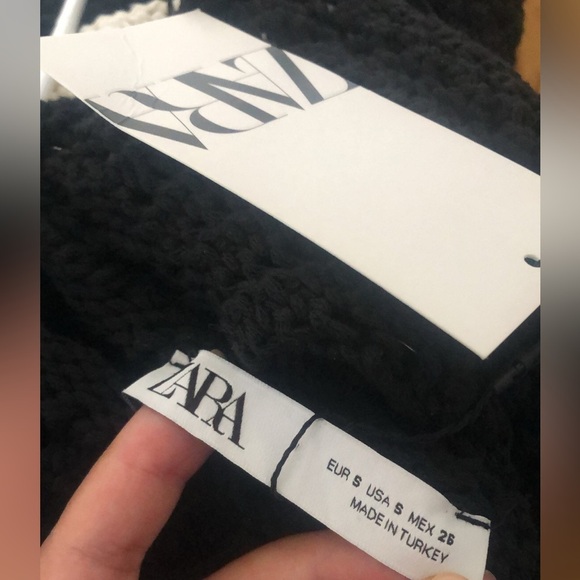 ZARA
ZARA
EUR S USA S MEX 26
MADE IN TURKEY